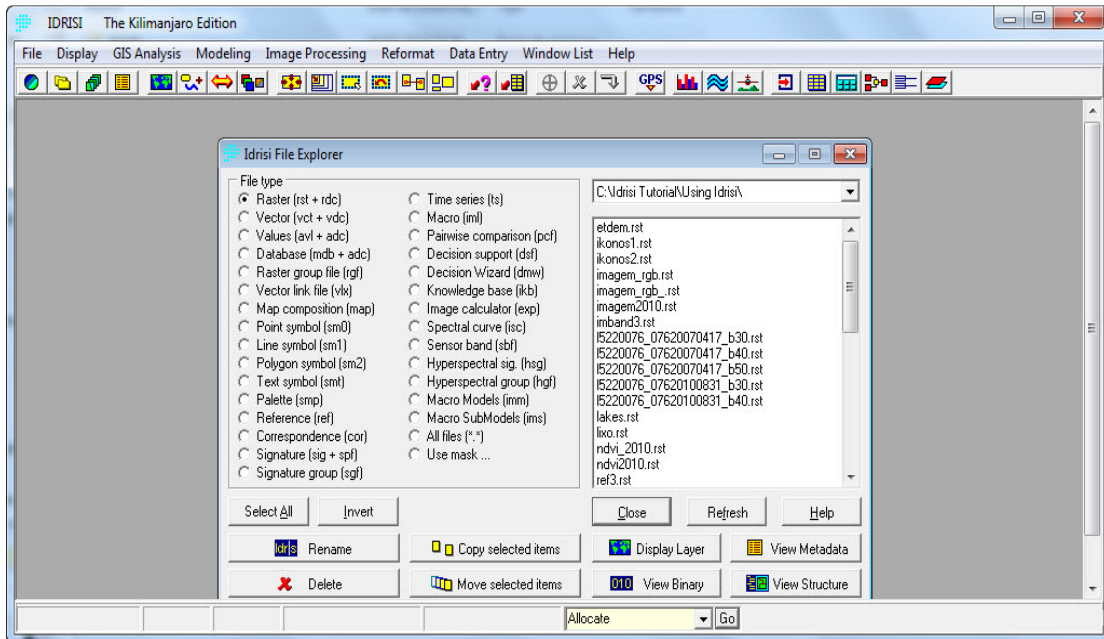 IDRISI The Kilimanjaro Edition
File Display GIS Analysis Modeling Image Processing Reformat Data Entry Window List Help
GPS
Idrisi File Explorer
File type
Raster (rst + rdc)
Vector (vct + vdc)
Values (avl + adc)
Database (mdb + adc)
Raster group file (rgf)
Vector link file (vlx)
Map composition (map)
Point symbol (sm0)
Line symbol (sm1)
Polygon symbol (sm2)
Text symbol (smt)
Palette (smp)
Reference (ref)
Correspondence (cor)
Signature (sig + spf)
Signature group (sgf)
Time series (ts)
Macro (iml)
Pairwise comparison (pcf)
Decision support (dsf)
Decision Wizard (dmw)
Knowledge base (ikb)
Image calculator (exp)
Spectral curve (isc)
Sensor band (sbf)
Hyperspectral sig. (hsg)
Hyperspectral group (hgf)
Macro Models (imm)
Macro SubModels (ims)
All files (*.*)
Use mask ...
C:\Idrisi Tutorial\Using Idrisi\
etdem.rst
ikonos1.rst
ikonos2.rst
imagem_rgb.rst
imagem_rgb_.rst
imagem2010.rst
imband3.rst
l5220076_07620070417_b30.rst
l5220076_07620070417_b40.rst
l5220076_07620070417_b50.rst
l5220076_07620100831_b30.rst
l5220076_07620100831_b40.rst
lakes.rst
lixo.rst
ndvi_2010.rst
ndvi2010.rst
ref3.rst
Select All Invert
Close Refresh Help
Idris Rename Copy selected items Display Layer View Metadata
Delete Move selected items 010 View Binary View Structure
Allocate Go